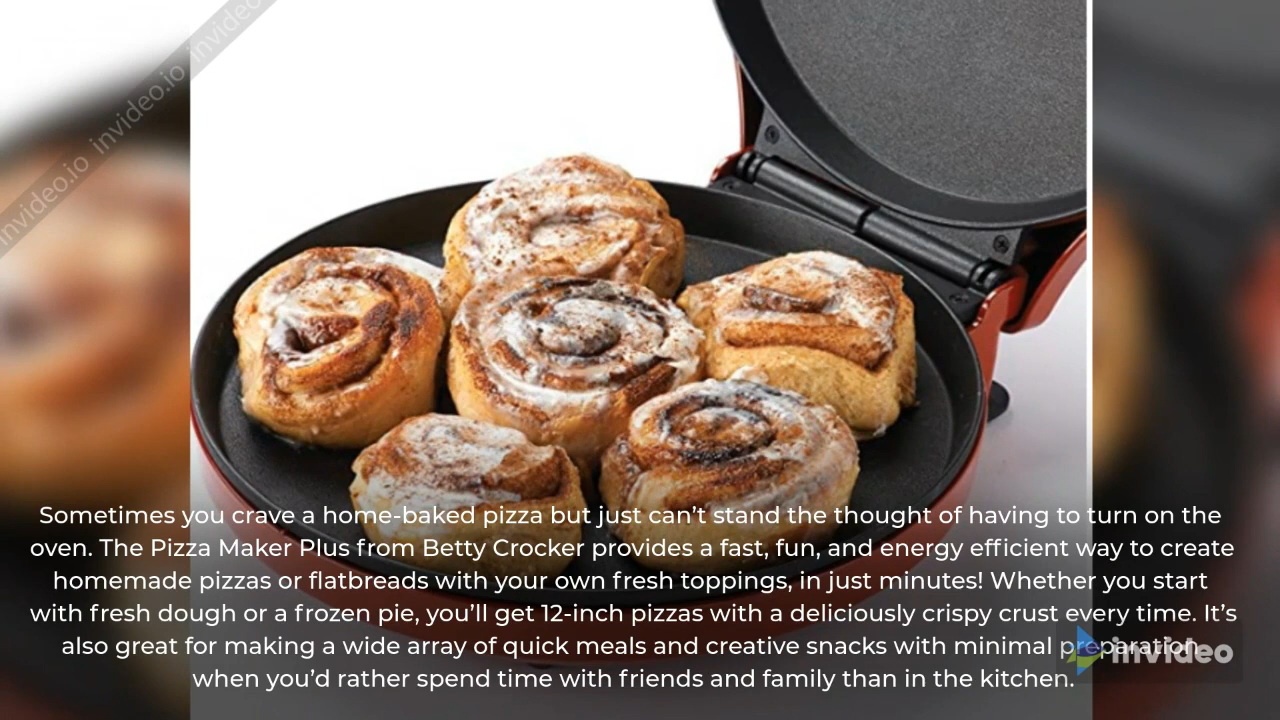 invideo.io invideo.io invideo
Sometimes you crave a home-baked pizza but just can’t stand the thought of having to turn on the
oven. The Pizza Maker Plus from Betty Crocker provides a fast, fun, and energy efficient way to create
homemade pizzas or flatbreads with your own fresh toppings, in just minutes! Whether you start
with fresh dough or a frozen pie, you’ll get 12-inch pizzas with a deliciously crispy crust every time. It’s
also great for making a wide array of quick meals and creative snacks with minimal preparation
invideo
when you’d rather spend time with friends and family than in the kitchen.